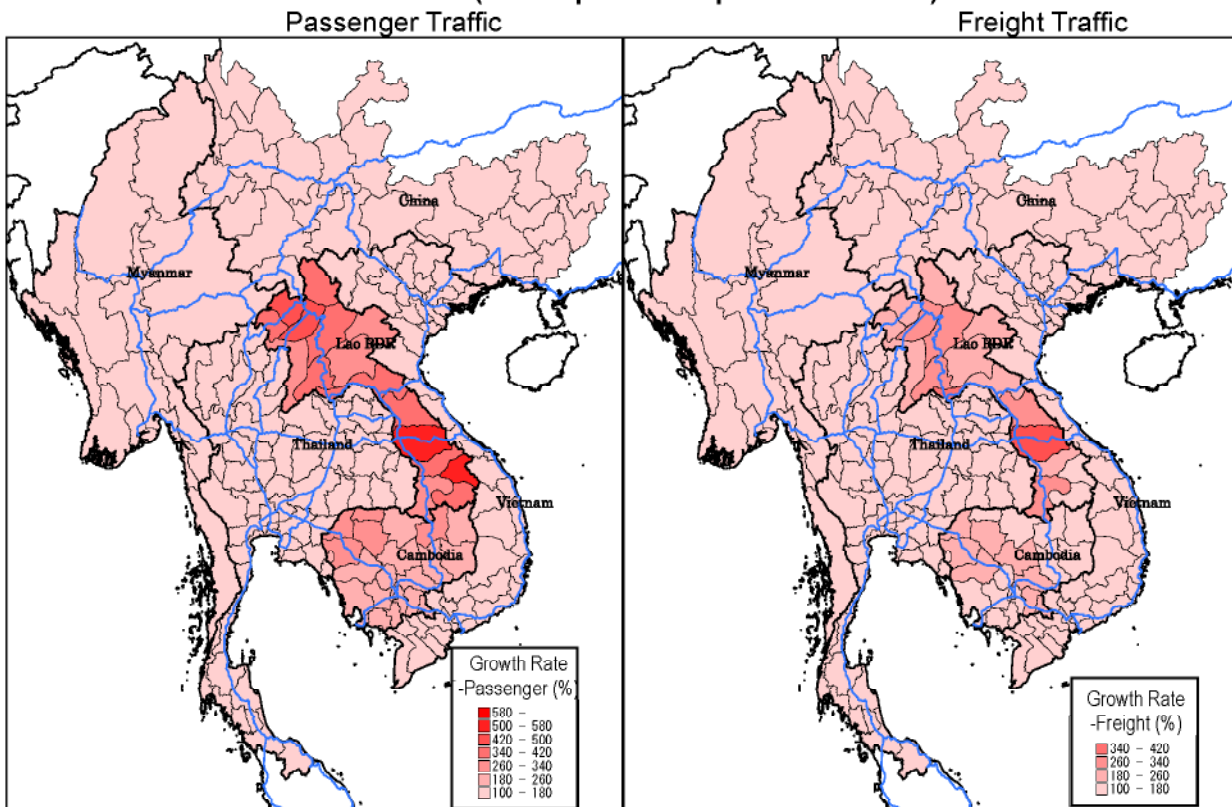 Passenger Traffic
Freight Traffic
China
Myanmar
Lao PDR
Thailand
Vietnam
Cambodia
Growth Rate
-Passenger (%)
580 -
500 - 580
420 - 500
340 - 420
260 - 340
180 - 260
100 - 180
China
Myanmar
Lao PDR
Thailand
Vietnam
Cambodia
Growth Rate
-Freight (%)
340 - 420
260 - 340
180 - 260
100 - 180